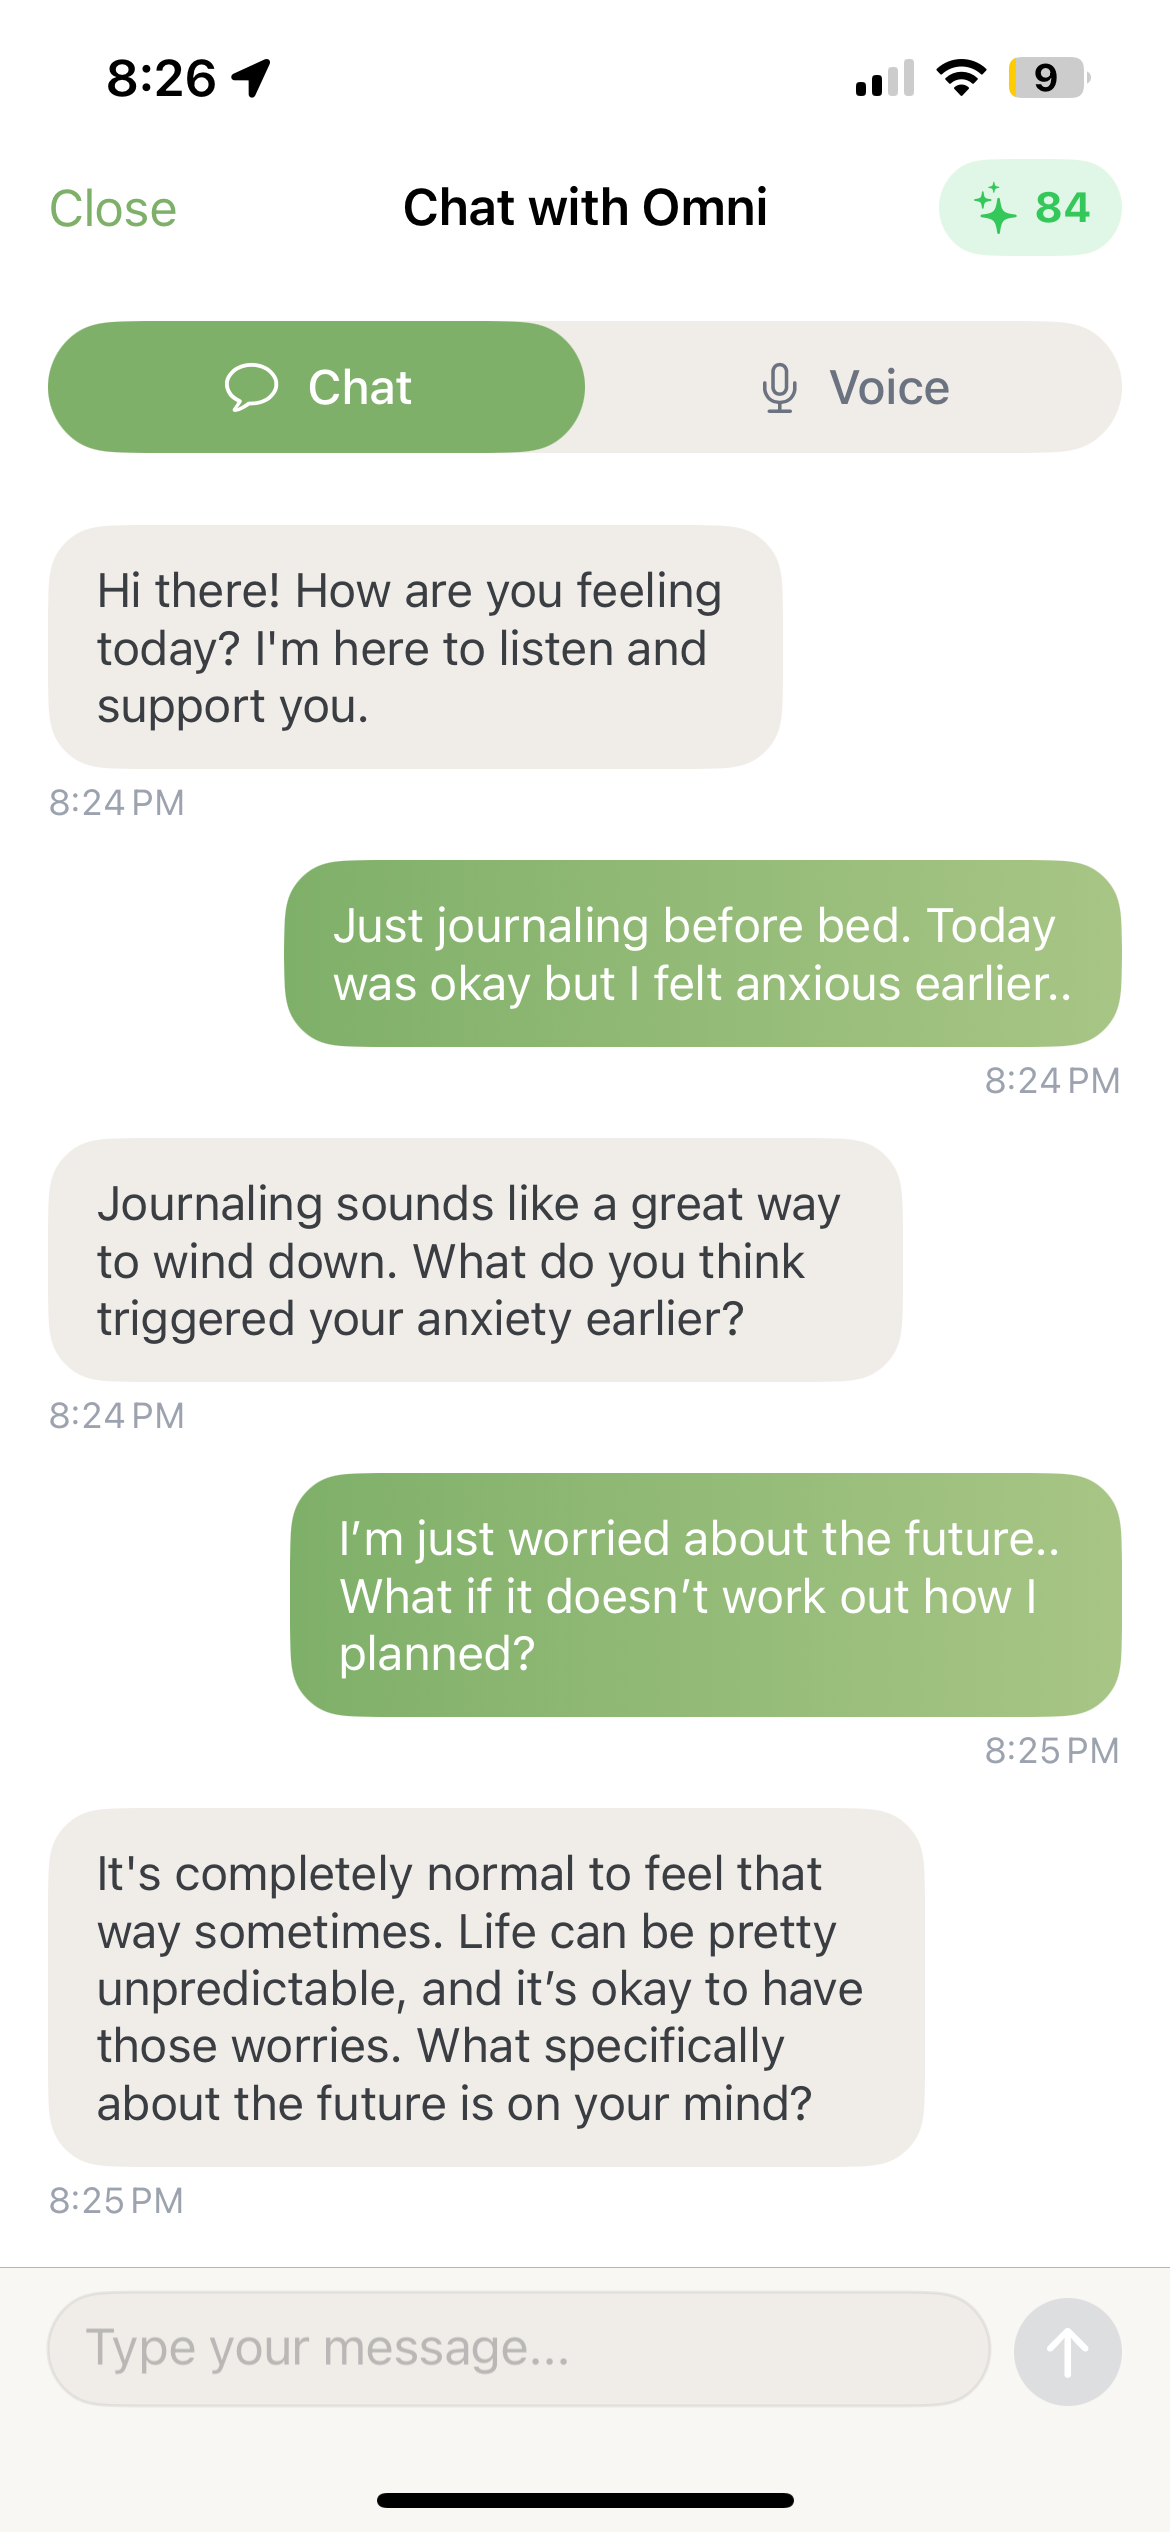 8:26
9
Close
Chat with Omni
84
Chat
Voice
Hi there! How are you feeling
today? I'm here to listen and
support you.
8:24 PM
Just journaling before bed. Today
was okay but I felt anxious earlier..
8:24 PM
Journaling sounds like a great way
to wind down. What do you think
triggered your anxiety earlier?
8:24 PM
I’m just worried about the future..
What if it doesn’t work out how I
planned?
8:25 PM
It's completely normal to feel that
way sometimes. Life can be pretty
unpredictable, and it’s okay to have
those worries. What specifically
about the future is on your mind?
8:25 PM
Type your message...